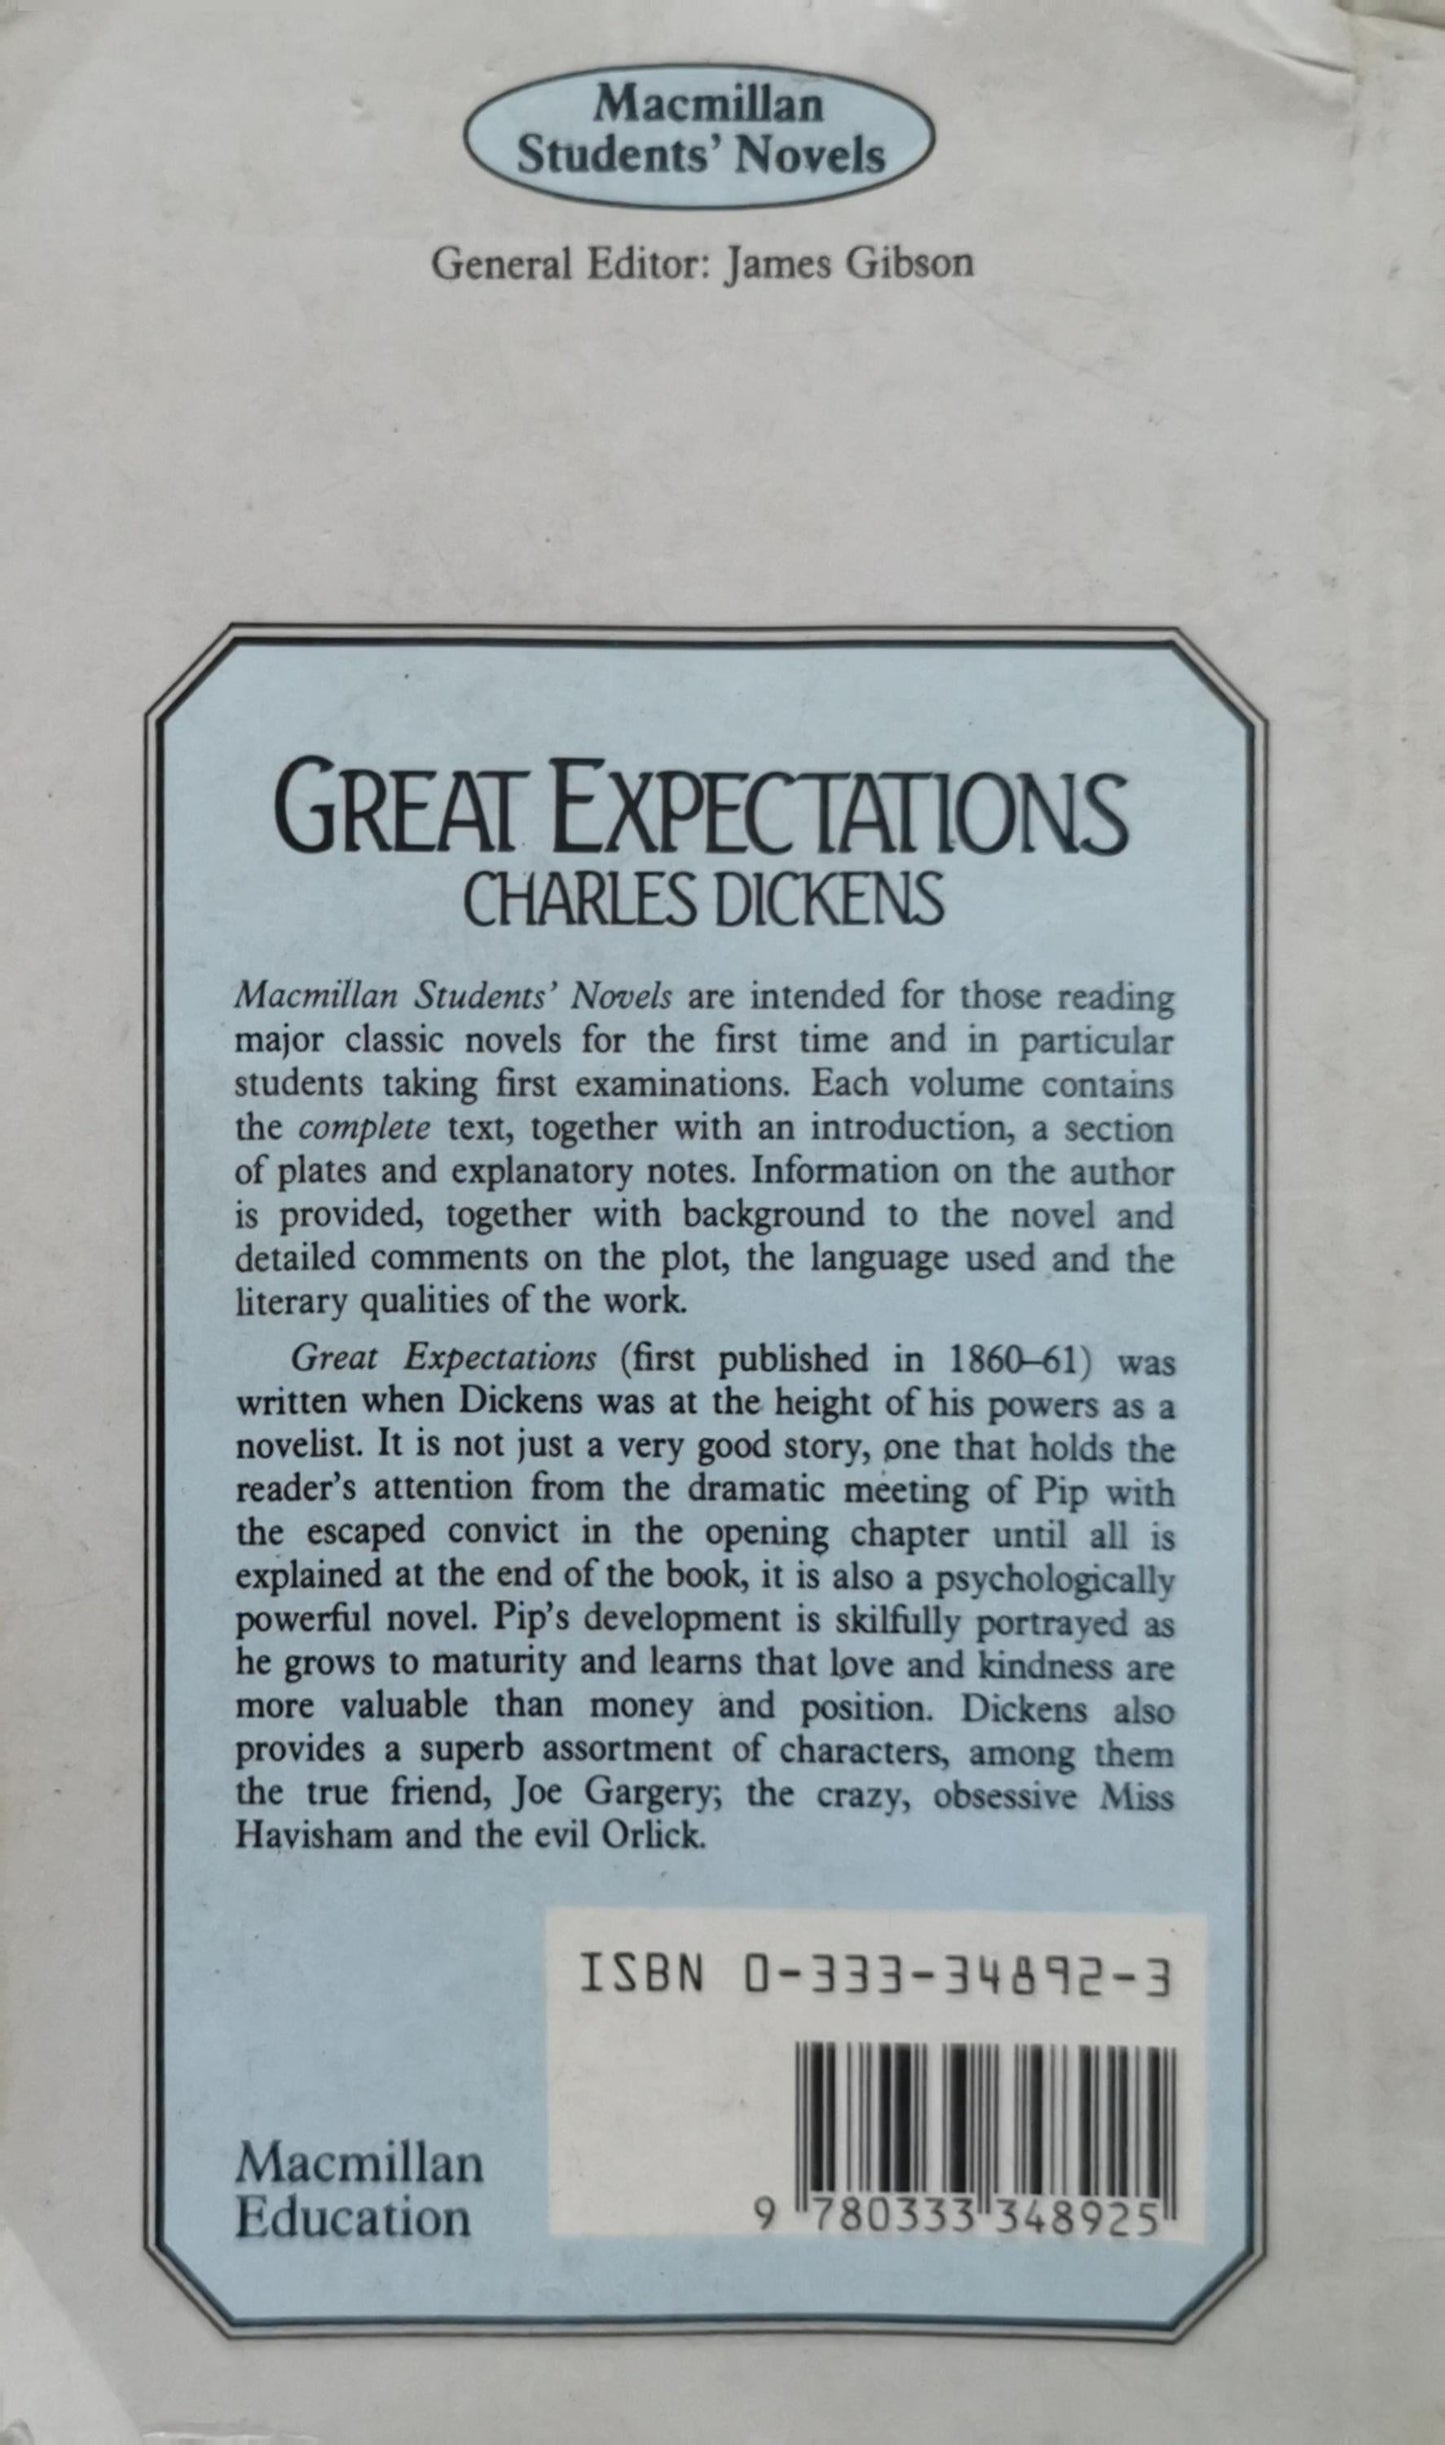 Macmillan
Students' Novels
General Editor: James Gibson
GREAT EXPECTATIONS
CHARLES DICKENS
Macmillan Students' Novels are intended for those reading
major classic novels for the first time and in particular
students taking first examinations. Each volume contains
the complete text, together with an introduction, a section
of plates and explanatory notes. Information on the author
is provided, together with background to the novel and
detailed comments on the plot, the language used and the
literary qualities of the work.
Great Expectations (first published in 1860–61) was
written when Dickens was at the height of his powers as a
novelist. It is not just a very good story, one that holds the
reader's attention from the dramatic meeting of Pip with
the escaped convict in the opening chapter until all is
explained at the end of the book, it is also a psychologically
powerful novel. Pip's development is skilfully portrayed as
he grows to maturity and learns that love and kindness are
more valuable than money and position. Dickens also
provides a superb assortment of characters, among them
the true friend, Joe Gargery; the crazy, obsessive Miss
Havisham and the evil Orlick.
ISBN 0-333-34892-3
9 780333 348925
Macmillan
Education